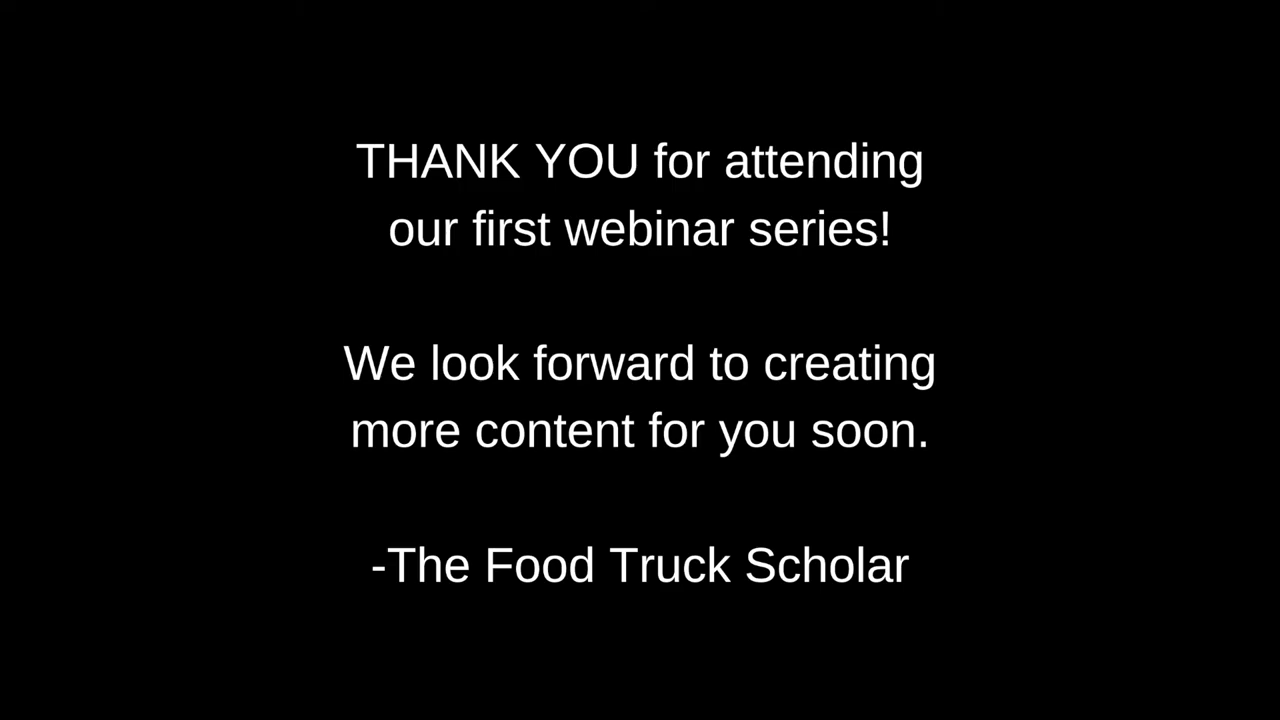 THANK YOU for attending
our first webinar series!
We look forward to creating
more content for you soon.
-The Food Truck Scholar